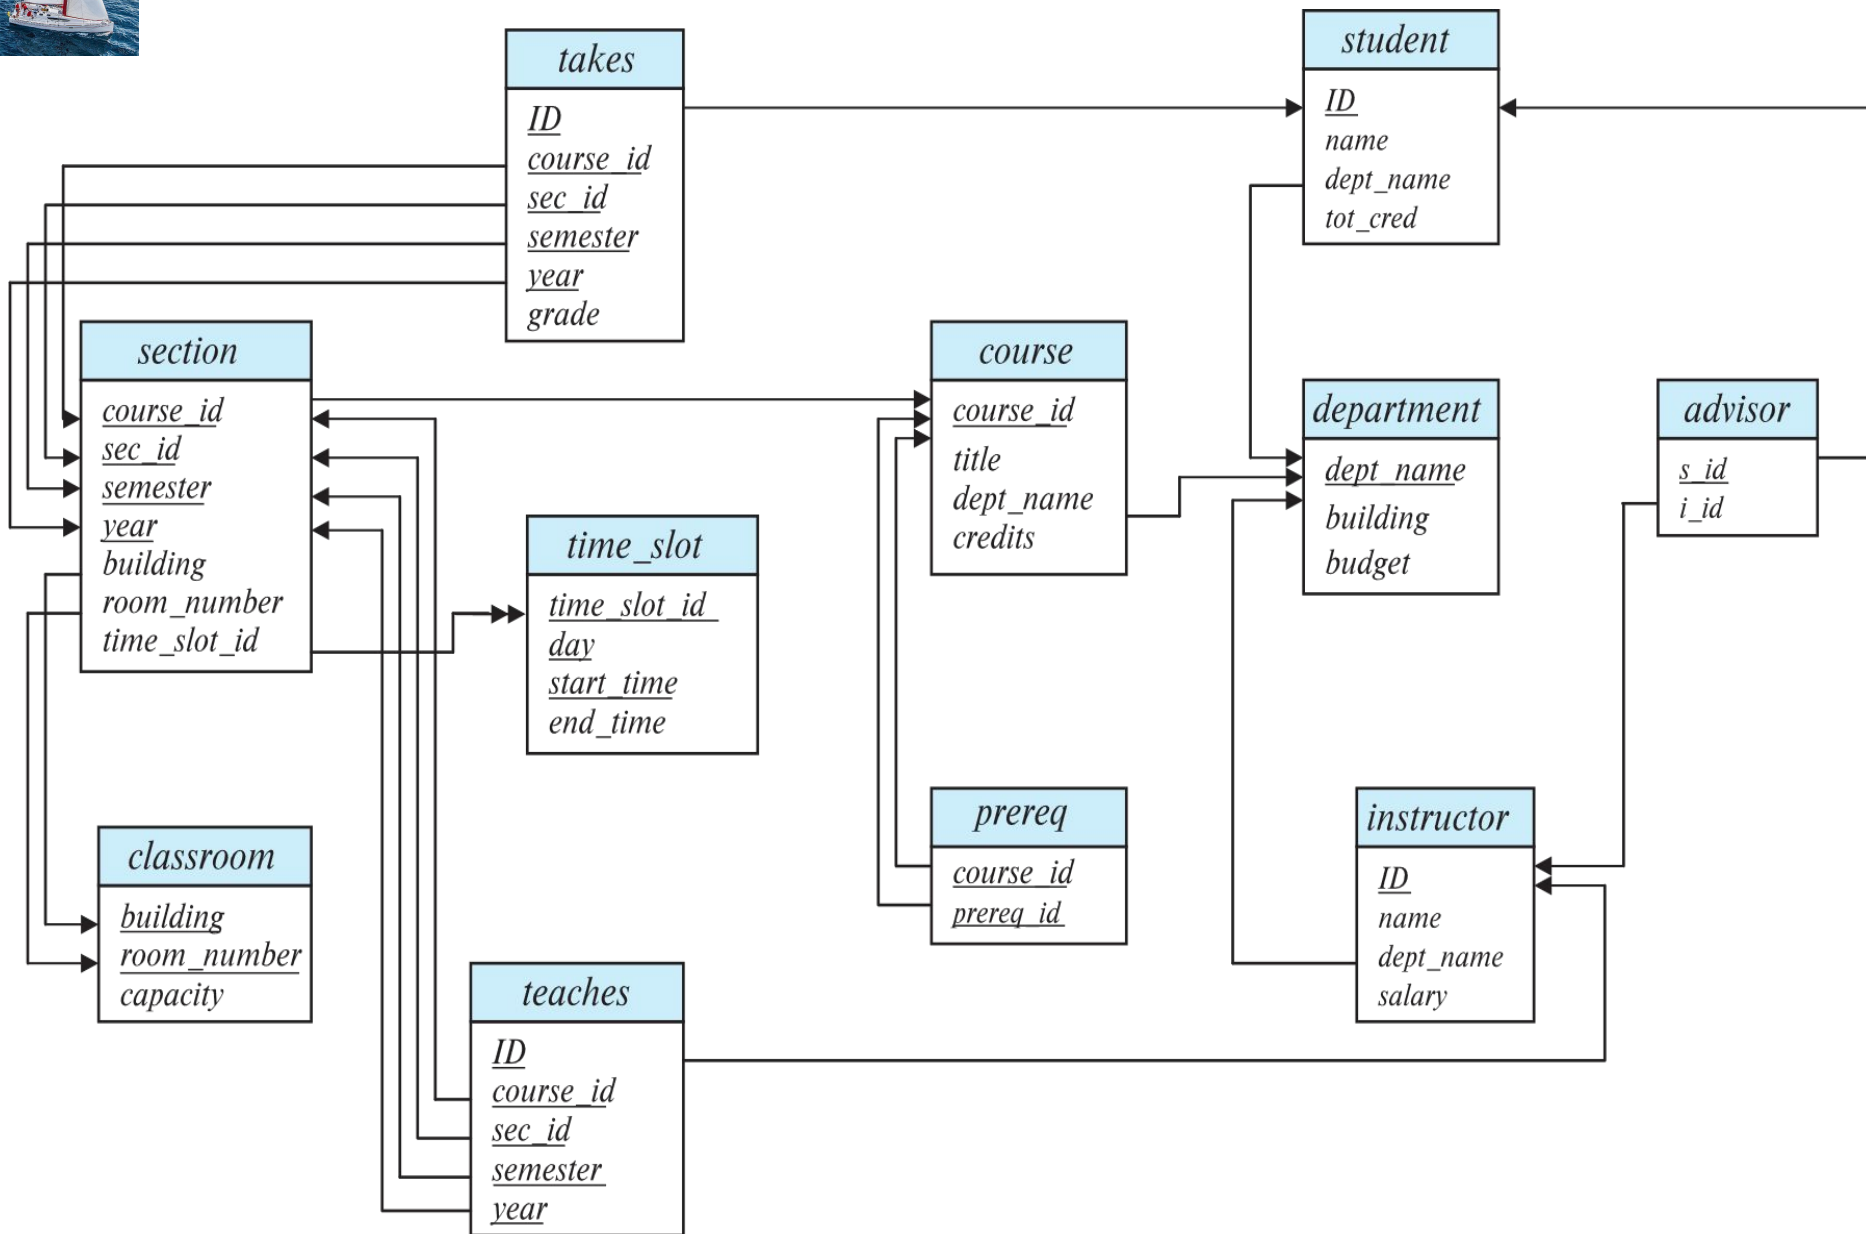 takes
ID
course_id
sec_id
semester
year
grade
student
ID
name
dept_name
tot_cred
section
course_id
sec_id
semester
year
building
room_number
time_slot_id
course
course_id
title
dept_name
credits
department
dept_name
building
budget
advisor
s_id
i_id
time_slot
time_slot_id
day
start_time
end_time
classroom
building
room_number
capacity
prereq
course_id
prereq_id
instructor
ID
name
dept_name
salary
teaches
ID
course_id
sec_id
semester
year